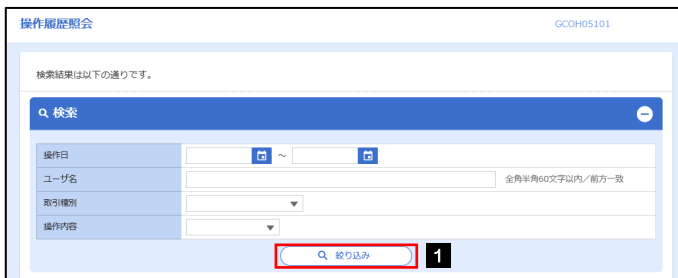 操作履歴照会 GCOH05101
検索結果は以下の通りです。
検索
操作日 ～
ユーザ名 全角半角60文字以内／前方一致
取引種別
操作内容
絞り込み 1